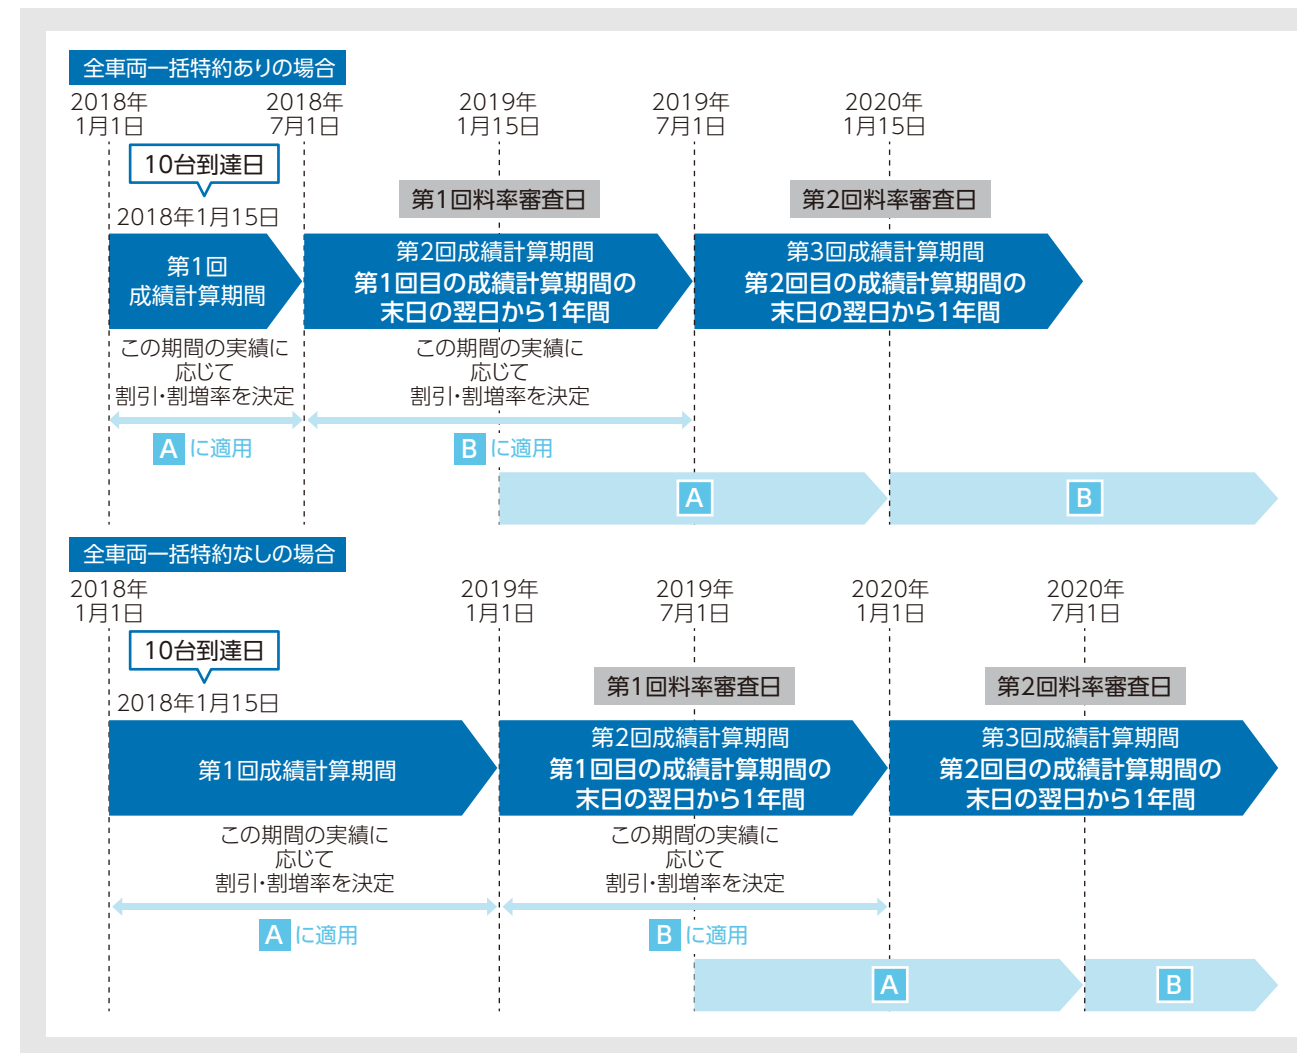 全車両一括特約ありの場合
2018年
1月1日
2018年
7月1日
2019年
1月15日
2019年
7月1日
2020年
1月15日
10台到達日
2018年1月15日
第1回料率審査日
第2回料率審査日
第1回
成績計算期間
第2回成績計算期間
第1回目の成績計算期間の
末日の翌日から1年間
第3回成績計算期間
第2回目の成績計算期間の
末日の翌日から1年間
この期間の実績に
応じて
割引・割増率を決定
この期間の実績に
応じて
割引・割増率を決定
A に適用
B に適用
A
B
全車両一括特約なしの場合
2018年
1月1日
2019年
1月1日
2019年
7月1日
2020年
1月1日
2020年
7月1日
10台到達日
2018年1月15日
第1回料率審査日
第2回料率審査日
第1回成績計算期間
第2回成績計算期間
第1回目の成績計算期間の
末日の翌日から1年間
第3回成績計算期間
第2回目の成績計算期間の
末日の翌日から1年間
この期間の実績に
応じて
割引・割増率を決定
この期間の実績に
応じて
割引・割増率を決定
A に適用
B に適用
A
B